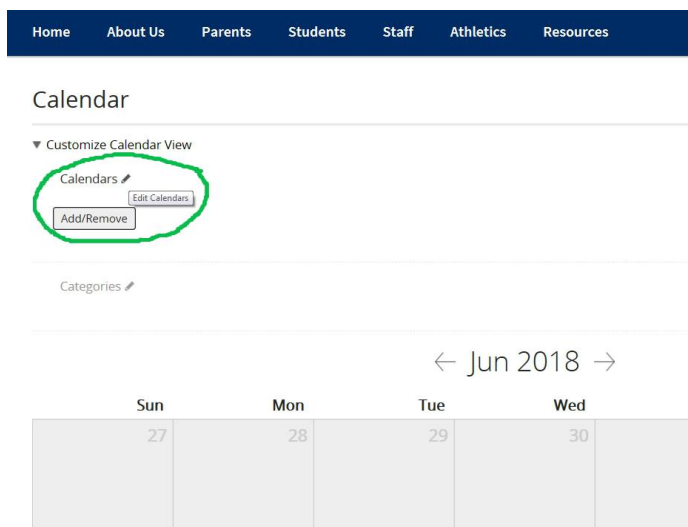 Home About Us Parents Students Staff Athletics Resources
Calendar
▼ Customize Calendar View
Calendars
Edit Calendars
Add/Remove
Categories
← Jun 2018 →
Sun Mon Tue Wed
27 28 29 30